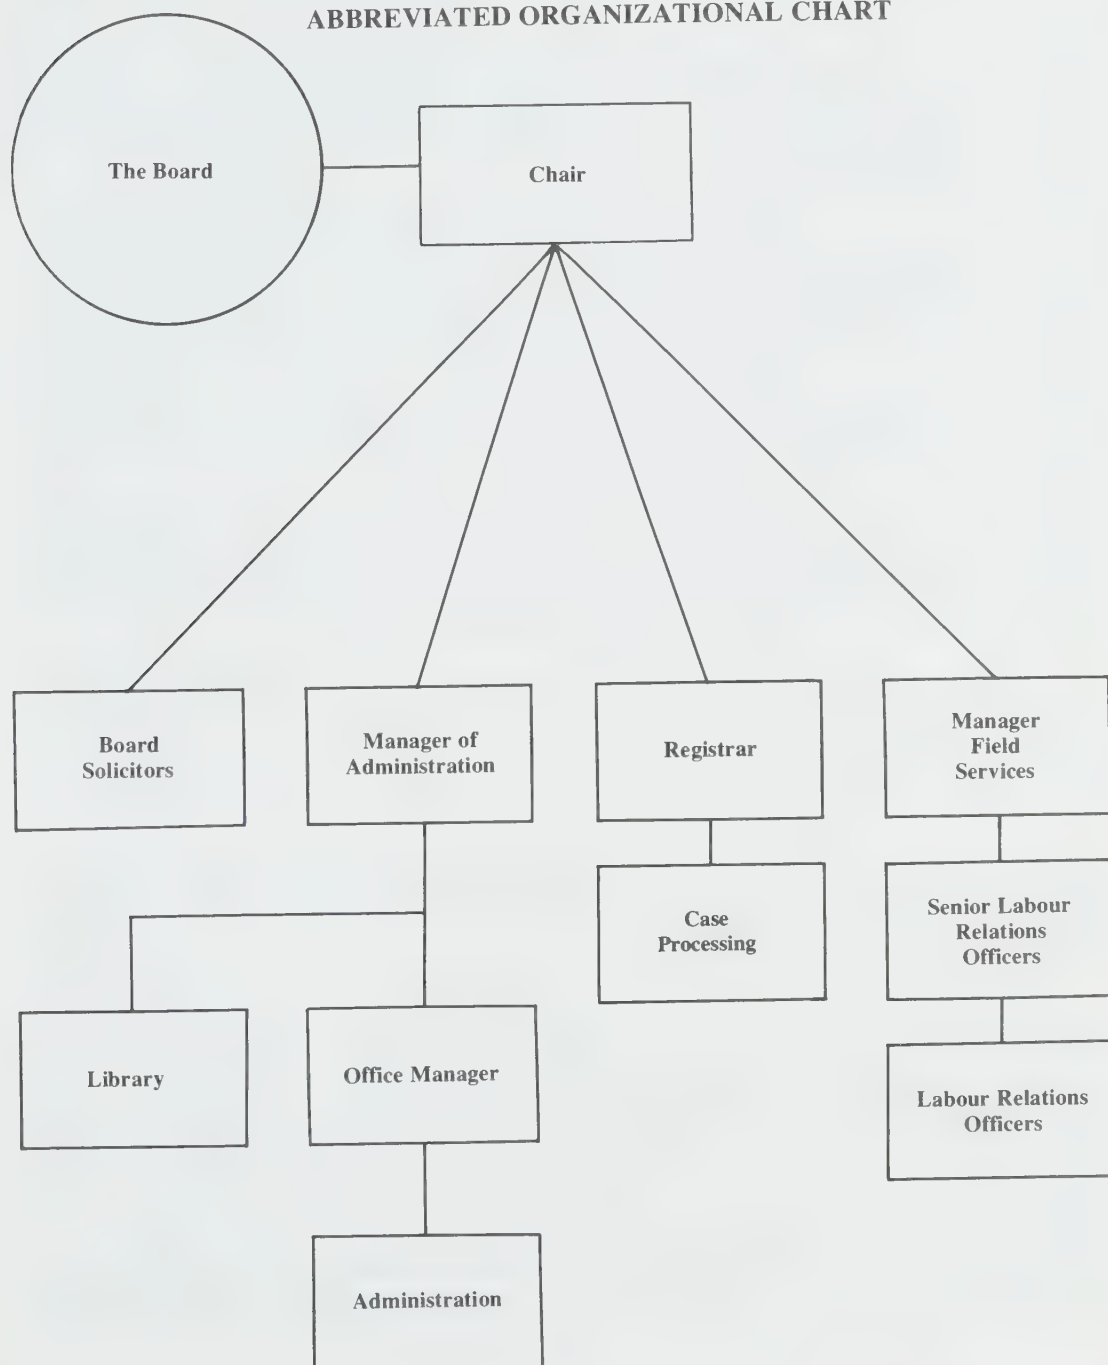 ABBREVIATED ORGANIZATIONAL CHART
The Board
Chair
Board
Solicitors
Manager of
Administration
Registrar
Manager
Field
Services
Case
Processing
Senior Labour
Relations
Officers
Library
Office Manager
Labour Relations
Officers
Administration